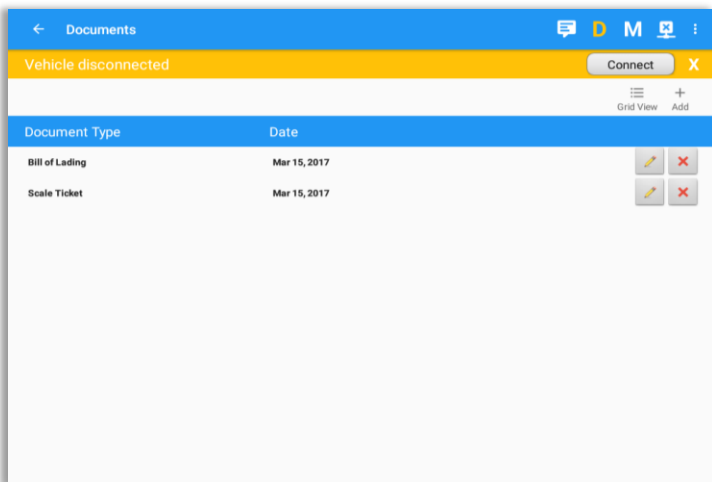 Documents D M
Vehicle disconnected Connect X
Grid View Add
Document Type Date
Bill of Lading Mar 15, 2017
Scale Ticket Mar 15, 2017